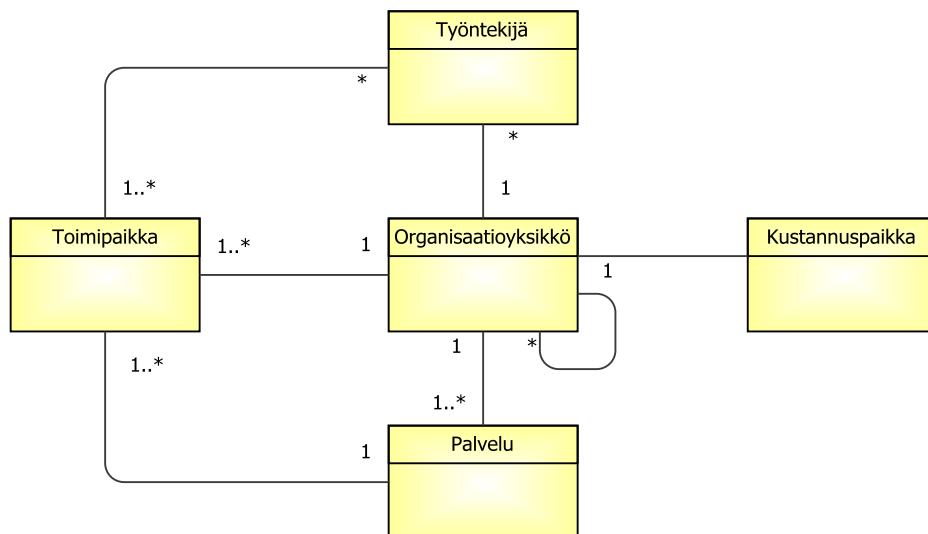 Työntekijä
*
*
1..*
1
Toimipaikka
1..*
1
Organisaatioyksikkö
1
Kustannuspaikka
1..*
1
*
1..*
1
Palvelu